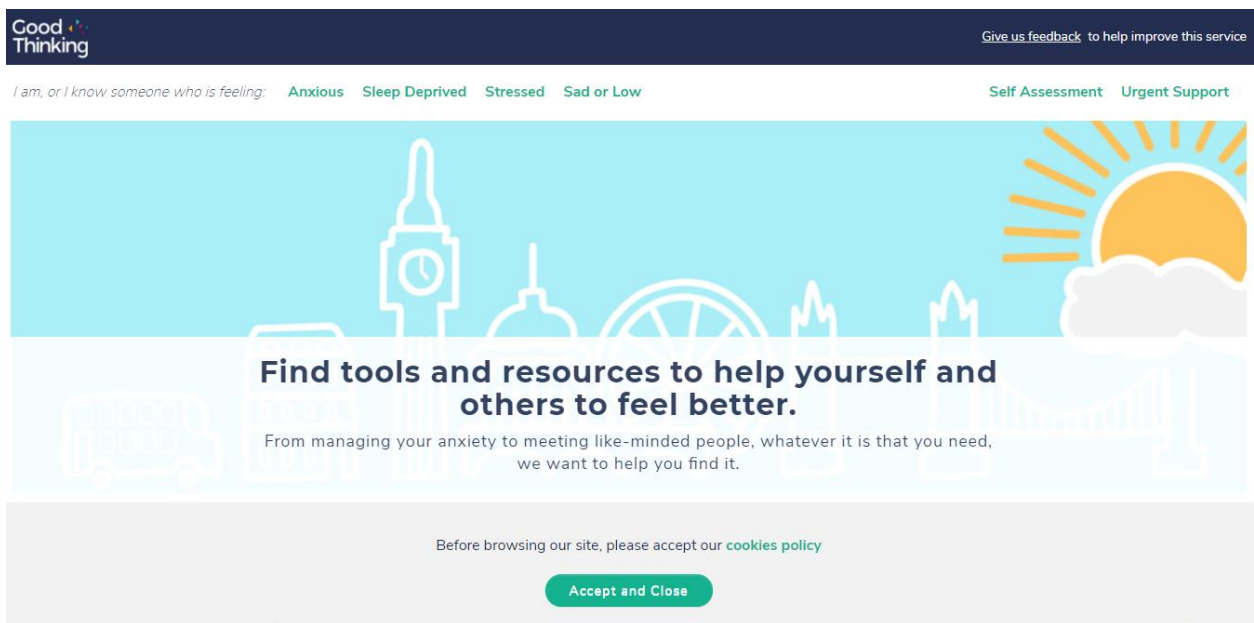 Good
Thinking
Give us feedback to help improve this service
I am, or I know someone who is feeling: Anxious Sleep Deprived Stressed Sad or Low Self Assessment Urgent Support
Find tools and resources to help yourself and
others to feel better.
From managing your anxiety to meeting like-minded people, whatever it is that you need,
we want to help you find it.
Before browsing our site, please accept our cookies policy
Accept and Close